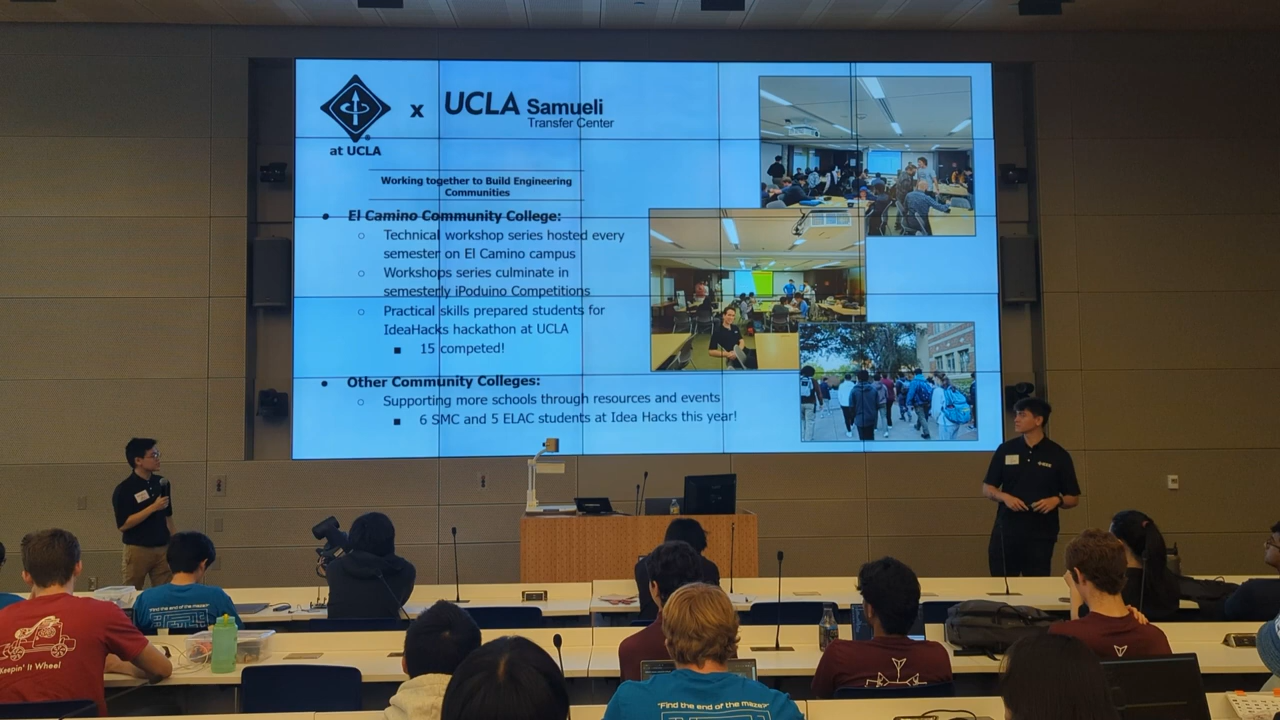 x
UCLA Samueli
Transfer Center
at UCLA
Working together to Build Engineering
Communities
El Camino Community College:
Technical workshop series hosted every
semester on El Camino campus
Workshops series culminate in
semesterly iPoduino Competitions
Practical skills prepared students for
IdeaHacks hackathon at UCLA
15 competed!
Other Community Colleges:
Supporting more schools through resources and events
6 SMC and 5 ELAC students at Idea Hacks this year!
IEEE
"Find the end of the maze?"
Keepin' It Wheel
"Find the end of the maze?"